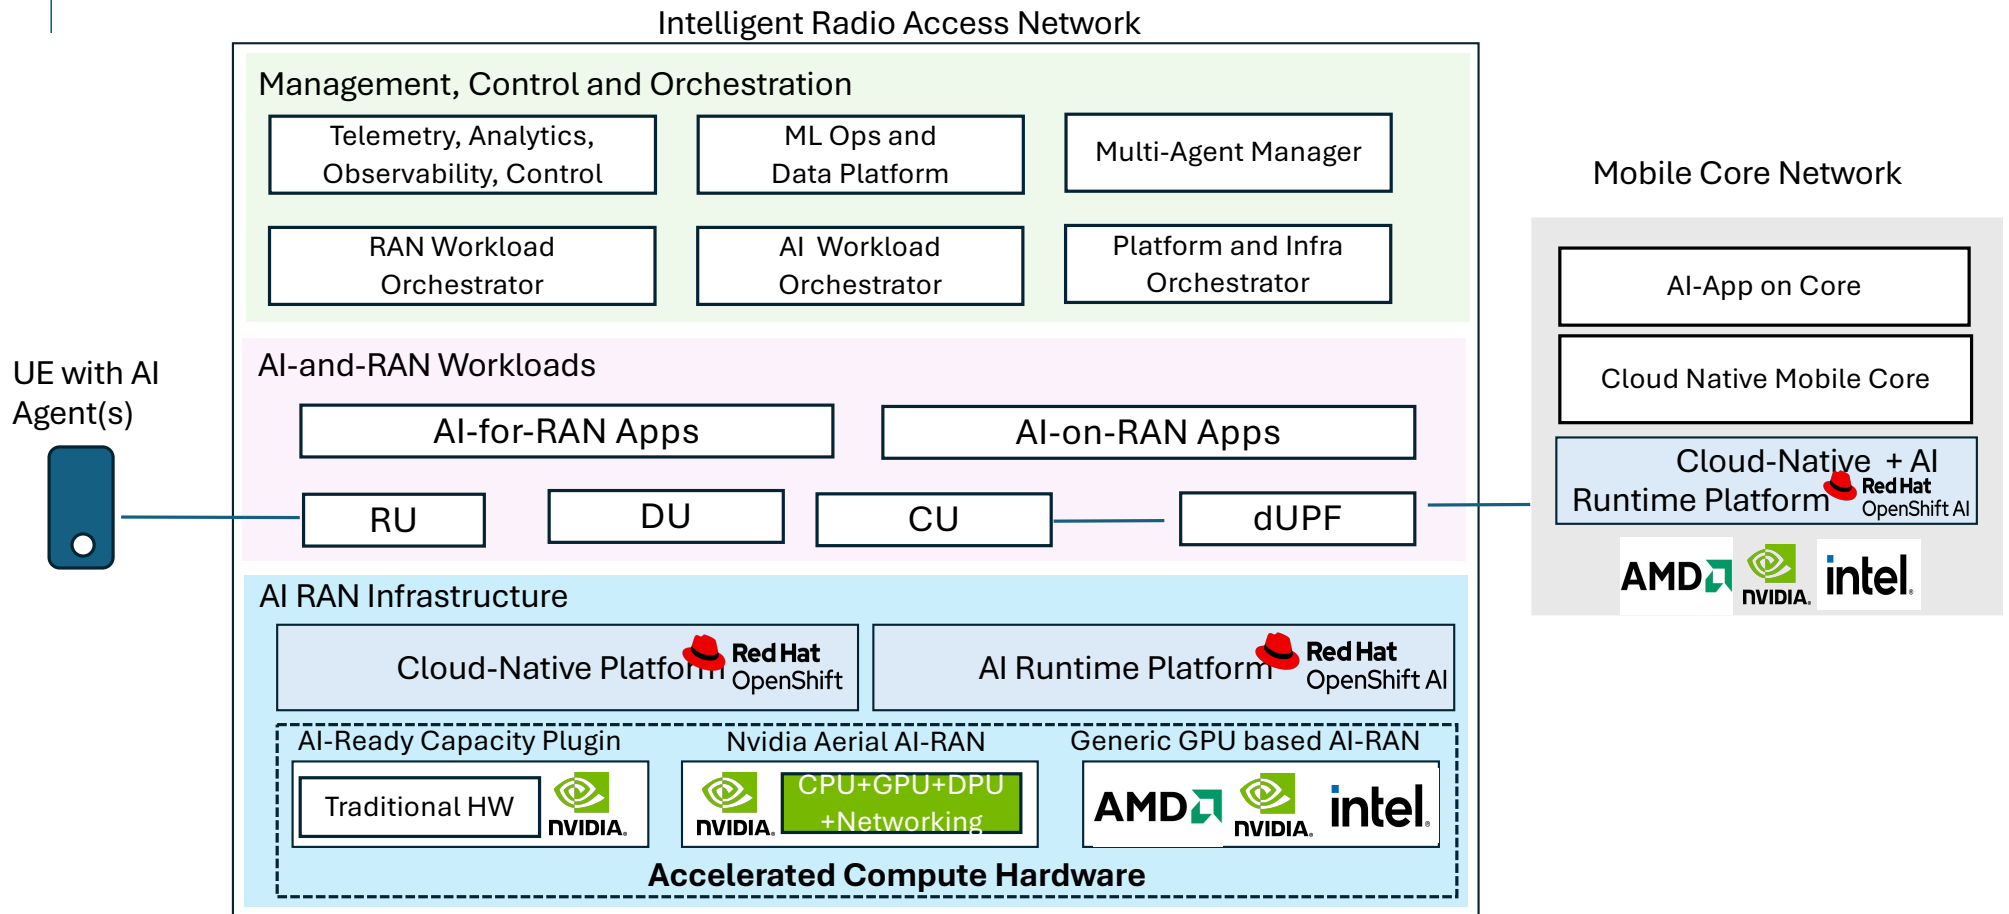 Intelligent Radio Access Network
Management, Control and Orchestration
Telemetry, Analytics,
Observability, Control
ML Ops and
Data Platform
Multi-Agent Manager
RAN Workload
Orchestrator
AI Workload
Orchestrator
Platform and Infra
Orchestrator
AI-and-RAN Workloads
AI-for-RAN Apps
AI-on-RAN Apps
RU
DU
CU
dUPF
AI RAN Infrastructure
Cloud-Native Platform
Red Hat
OpenShift
AI Runtime Platform
Red Hat
OpenShift AI
AI-Ready Capacity Plugin
Traditional HW
NVIDIA.
Nvidia Aerial AI-RAN
NVIDIA.
CPU+GPU+DPU
+Networking
Generic GPU based AI-RAN
AMD
NVIDIA.
intel.
Accelerated Compute Hardware
UE with AI
Agent(s)
Mobile Core Network
AI-App on Core
Cloud Native Mobile Core
Cloud-Native + AI
Runtime Platform
Red Hat
OpenShift AI
AMD
NVIDIA.
intel.